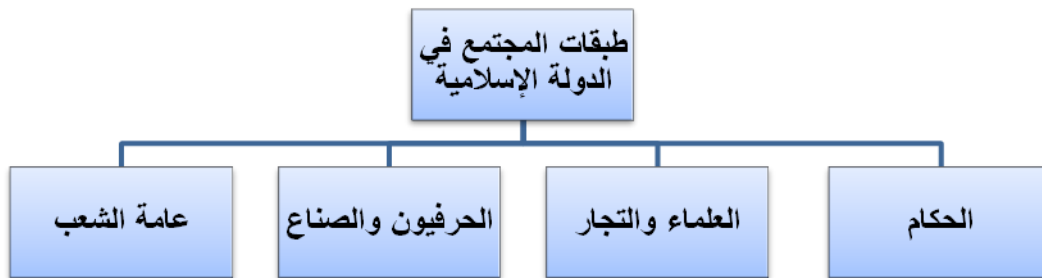 طبقات المجتمع في
الدولة الإسلامية
الحكام
العلماء والتجار
الحرفيون والصناع
عامة الشعب